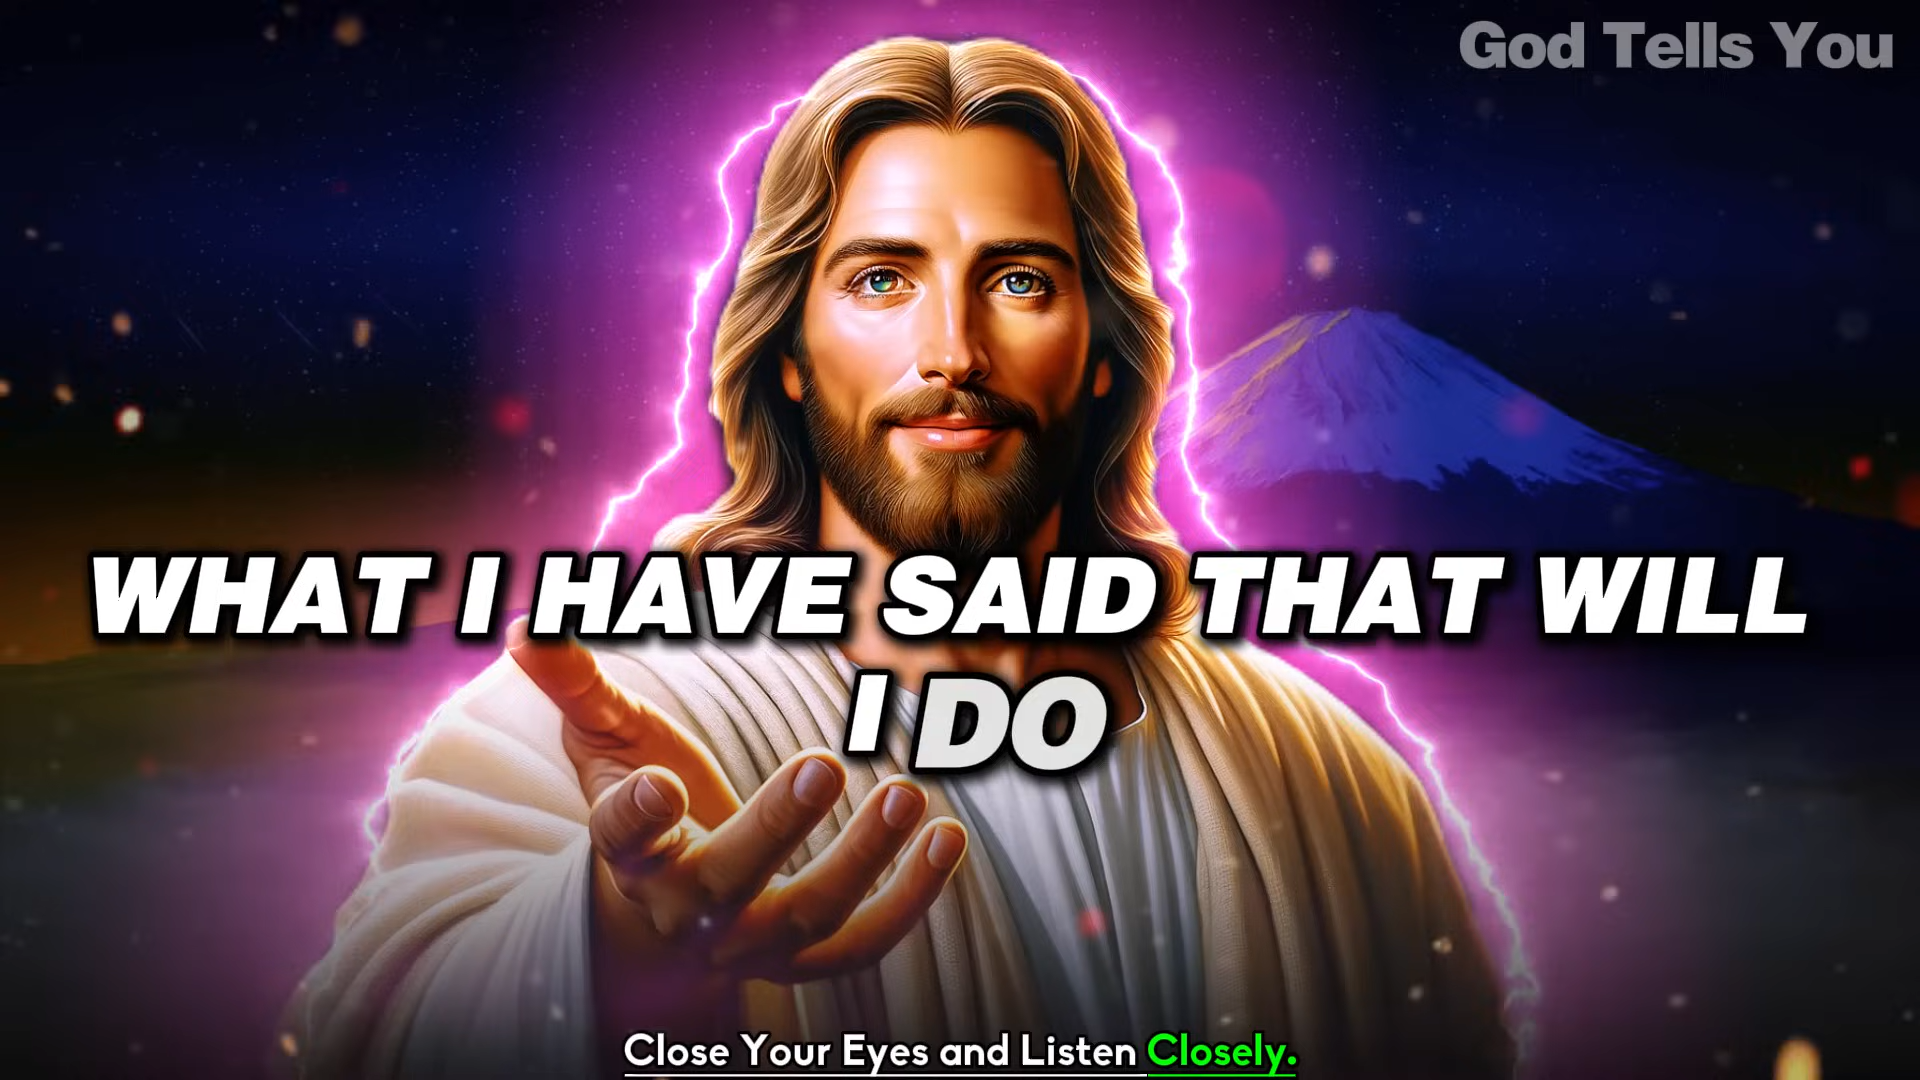 God Tells You
WHAT I HAVE SAID THAT WILL
I DO
Close Your Eyes and Listen Closely.